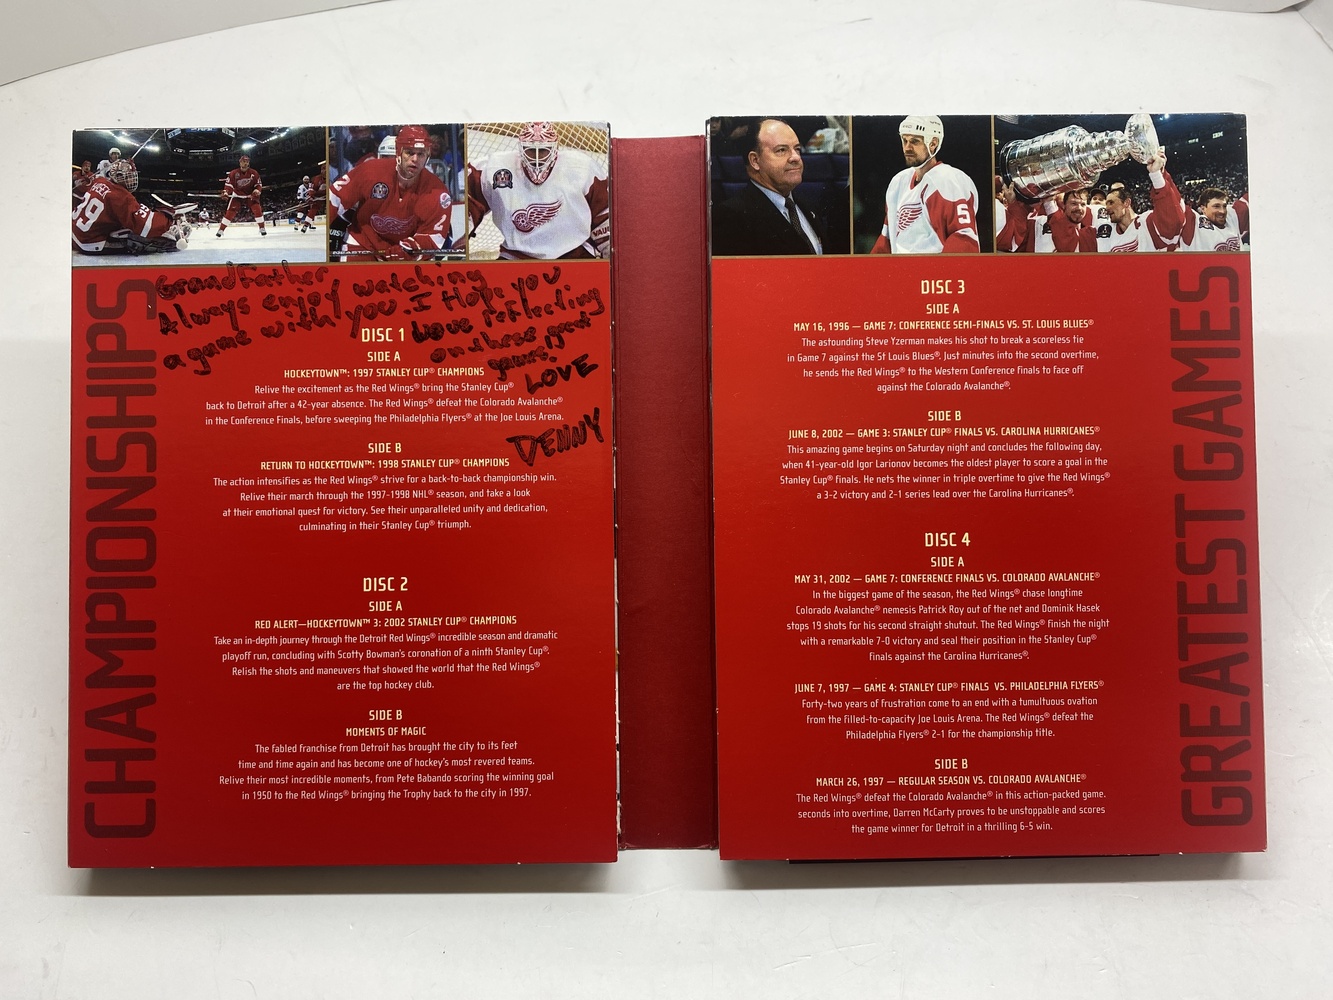 Grandfather
Always enjoy watching
a game with you. I Hope you
love reflecting
on these great
years.
LOVE
DENNY
CHAMPIONSHIPS
DISC 1
SIDE A
HOCKEYTOWN™: 1997 STANLEY CUP® CHAMPIONS
Relive the excitement as the Red Wings® bring the Stanley Cup®
back to Detroit after a 42-year absence. The Red Wings® defeat the Colorado Avalanche®
in the Conference Finals, before sweeping the Philadelphia Flyers® at the Joe Louis Arena.
SIDE B
RETURN TO HOCKEYTOWN™: 1998 STANLEY CUP® CHAMPIONS
The action intensifies as the Red Wings® strive for a back-to-back championship win.
Relive their march through the 1997-1998 NHL® season, and take a look
at their emotional quest for victory. See their unparalleled unity and dedication,
culminating in their Stanley Cup® triumph.
DISC 2
SIDE A
RED ALERT—HOCKEYTOWN™ 3: 2002 STANLEY CUP® CHAMPIONS
Take an in-depth journey through the Detroit Red Wings® incredible season and dramatic
playoff run, concluding with Scotty Bowman's coronation of a ninth Stanley Cup®.
Relish the shots and maneuvers that showed the world that the Red Wings®
are the top hockey club.
SIDE B
MOMENTS OF MAGIC
The fabled franchise from Detroit has brought the city to its feet
time and time again and has become one of hockey's most revered teams.
Relive their most incredible moments, from Pete Babando scoring the winning goal
in 1950 to the Red Wings® bringing the Trophy back to the city in 1997.
39
2
2
5
IBM
DISC 3
SIDE A
MAY 16, 1996 — GAME 7: CONFERENCE SEMI-FINALS VS. ST. LOUIS BLUES®
The astounding Steve Yzerman makes his shot to break a scoreless tie
in Game 7 against the St Louis Blues®. Just minutes into the second overtime,
he sends the Red Wings® to the Western Conference finals to face off
against the Colorado Avalanche®.
SIDE B
JUNE 8, 2002 — GAME 3: STANLEY CUP® FINALS VS. CAROLINA HURRICANES®
This amazing game begins on Saturday night and concludes the following day,
when 41-year-old Igor Larionov becomes the oldest player to score a goal in the
Stanley Cup® finals. He nets the winner in triple overtime to give the Red Wings®
a 3-2 victory and 2-1 series lead over the Carolina Hurricanes®.
DISC 4
SIDE A
MAY 31, 2002 — GAME 7: CONFERENCE FINALS VS. COLORADO AVALANCHE®
In the biggest game of the season, the Red Wings® chase longtime
Colorado Avalanche® nemesis Patrick Roy out of the net and Dominik Hasek
stops 19 shots for his second straight shutout. The Red Wings® finish the night
with a remarkable 7-0 victory and seal their position in the Stanley Cup®
finals against the Carolina Hurricanes®.
JUNE 7, 1997 — GAME 4: STANLEY CUP® FINALS VS. PHILADELPHIA FLYERS®
Forty-two years of frustration come to an end with a tumultuous ovation
from the filled-to-capacity Joe Louis Arena. The Red Wings® defeat the
Philadelphia Flyers® 2-1 for the championship title.
SIDE B
MARCH 26, 1997 — REGULAR SEASON VS. COLORADO AVALANCHE®
The Red Wings® defeat the Colorado Avalanche® in this action-packed game.
seconds into overtime, Darren McCarty proves to be unstoppable and scores
the game winner for Detroit in a thrilling 6-5 win.
GREATEST GAMES